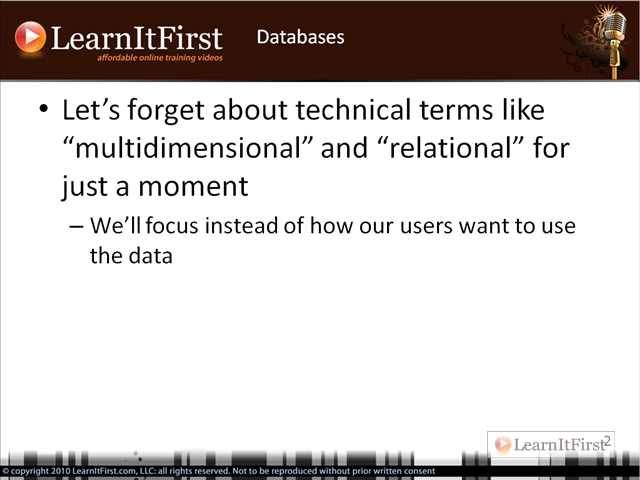 LearnItFirst
affordable online training videos
Databases
• Let’s forget about technical terms like
“multidimensional” and “relational” for
just a moment
– We’ll focus instead of how our users want to use
the data
LearnItFirst
2
© copyright 2010 LearnItFirst.com, LLC: all rights reserved. Not to be reproduced without prior written consent